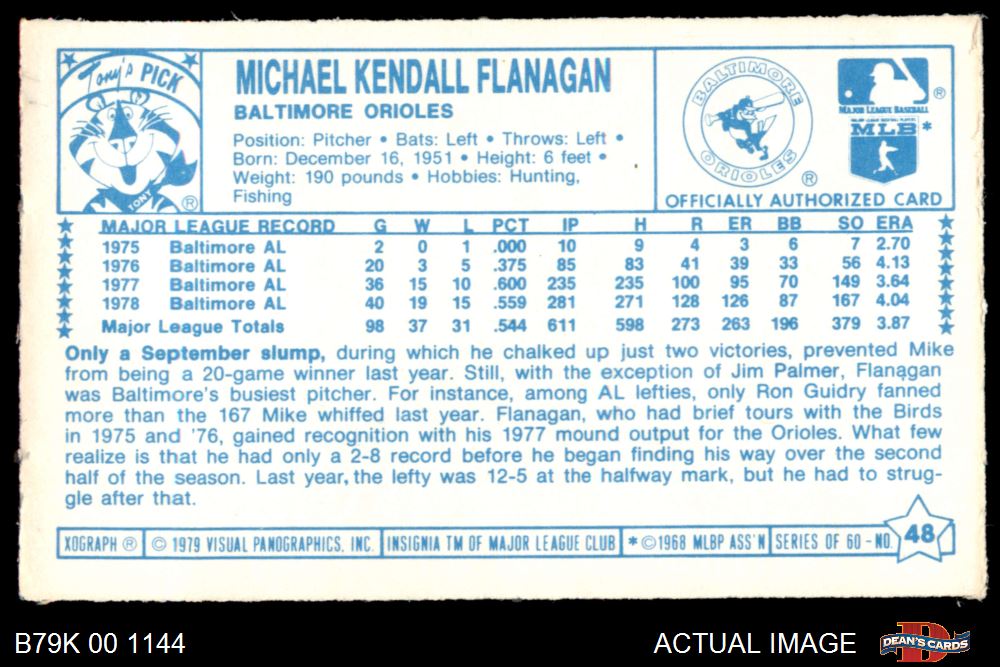 Tony's PICK
TONY
®
MICHAEL KENDALL FLANAGAN
BALTIMORE ORIOLES
Position: Pitcher • Bats: Left • Throws: Left •
Born: December 16, 1951 • Height: 6 feet •
Weight: 190 pounds • Hobbies: Hunting,
Fishing
BALTIMORE
ORIOLES
®
®
MAJOR LEAGUE BASEBALL
MLB *
OFFICIALLY AUTHORIZED CARD
MAJOR LEAGUE RECORD G W L PCT IP H R ER BB SO ERA
1975 Baltimore AL 2 0 1 .000 10 9 4 3 6 7 2.70
1976 Baltimore AL 20 3 5 .375 85 83 41 39 33 56 4.13
1977 Baltimore AL 36 15 10 .600 235 235 100 95 70 149 3.64
1978 Baltimore AL 40 19 15 .559 281 271 128 126 87 167 4.04
Major League Totals 98 37 31 .544 611 598 273 263 196 379 3.87
Only a September slump, during which he chalked up just two victories, prevented Mike
from being a 20-game winner last year. Still, with the exception of Jim Palmer, Flanagan
was Baltimore's busiest pitcher. For instance, among AL lefties, only Ron Guidry fanned
more than the 167 Mike whiffed last year. Flanagan, who had brief tours with the Birds
in 1975 and '76, gained recognition with his 1977 mound output for the Orioles. What few
realize is that he had only a 2-8 record before he began finding his way over the second
half of the season. Last year, the lefty was 12-5 at the halfway mark, but he had to strug-
gle after that.
XOGRAPH ® © 1979 VISUAL PANOGRAPHICS, INC. INSIGNIA TM OF MAJOR LEAGUE CLUB * ©1968 MLBP ASS'N SERIES OF 60 - NO. 48
B79K 00 1144
ACTUAL IMAGE
DEAN'S CARDS